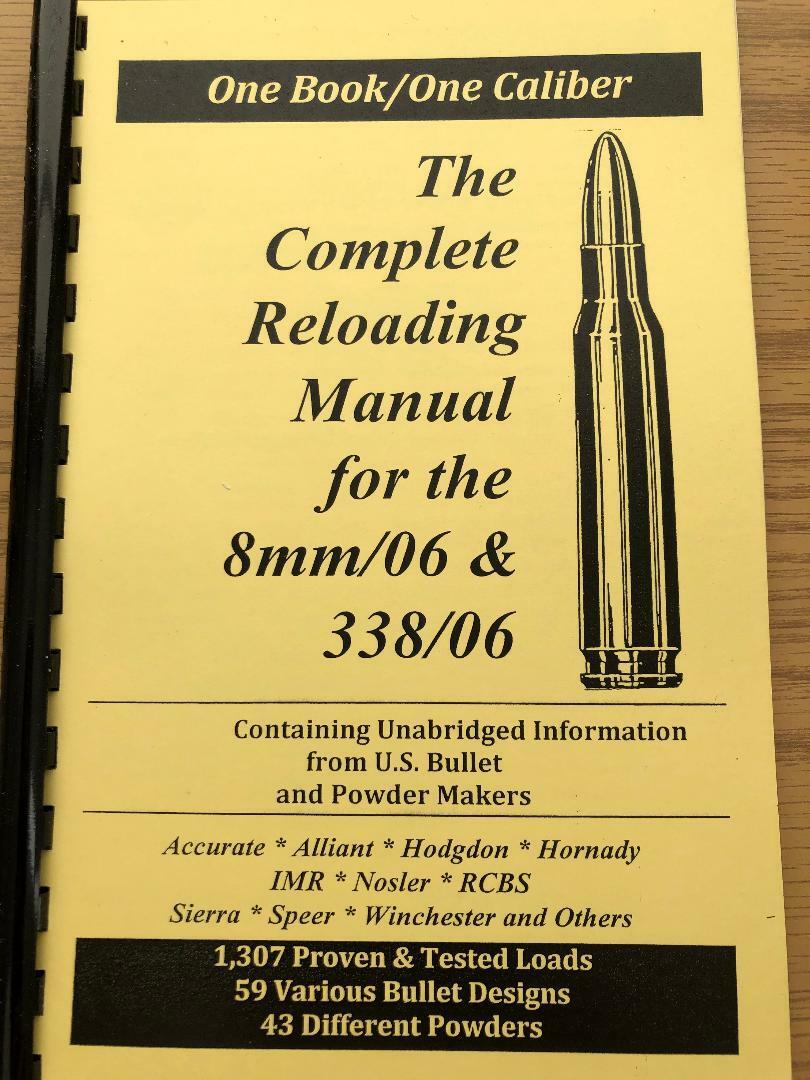 One Book/One Caliber
The
Complete
Reloading
Manual
for the
8mm/06 &
338/06
Containing Unabridged Information
from U.S. Bullet
and Powder Makers
Accurate * Alliant * Hodgdon * Hornady
IMR * Nosler * RCBS
Sierra * Speer * Winchester and Others
1,307 Proven & Tested Loads
59 Various Bullet Designs
43 Different Powders